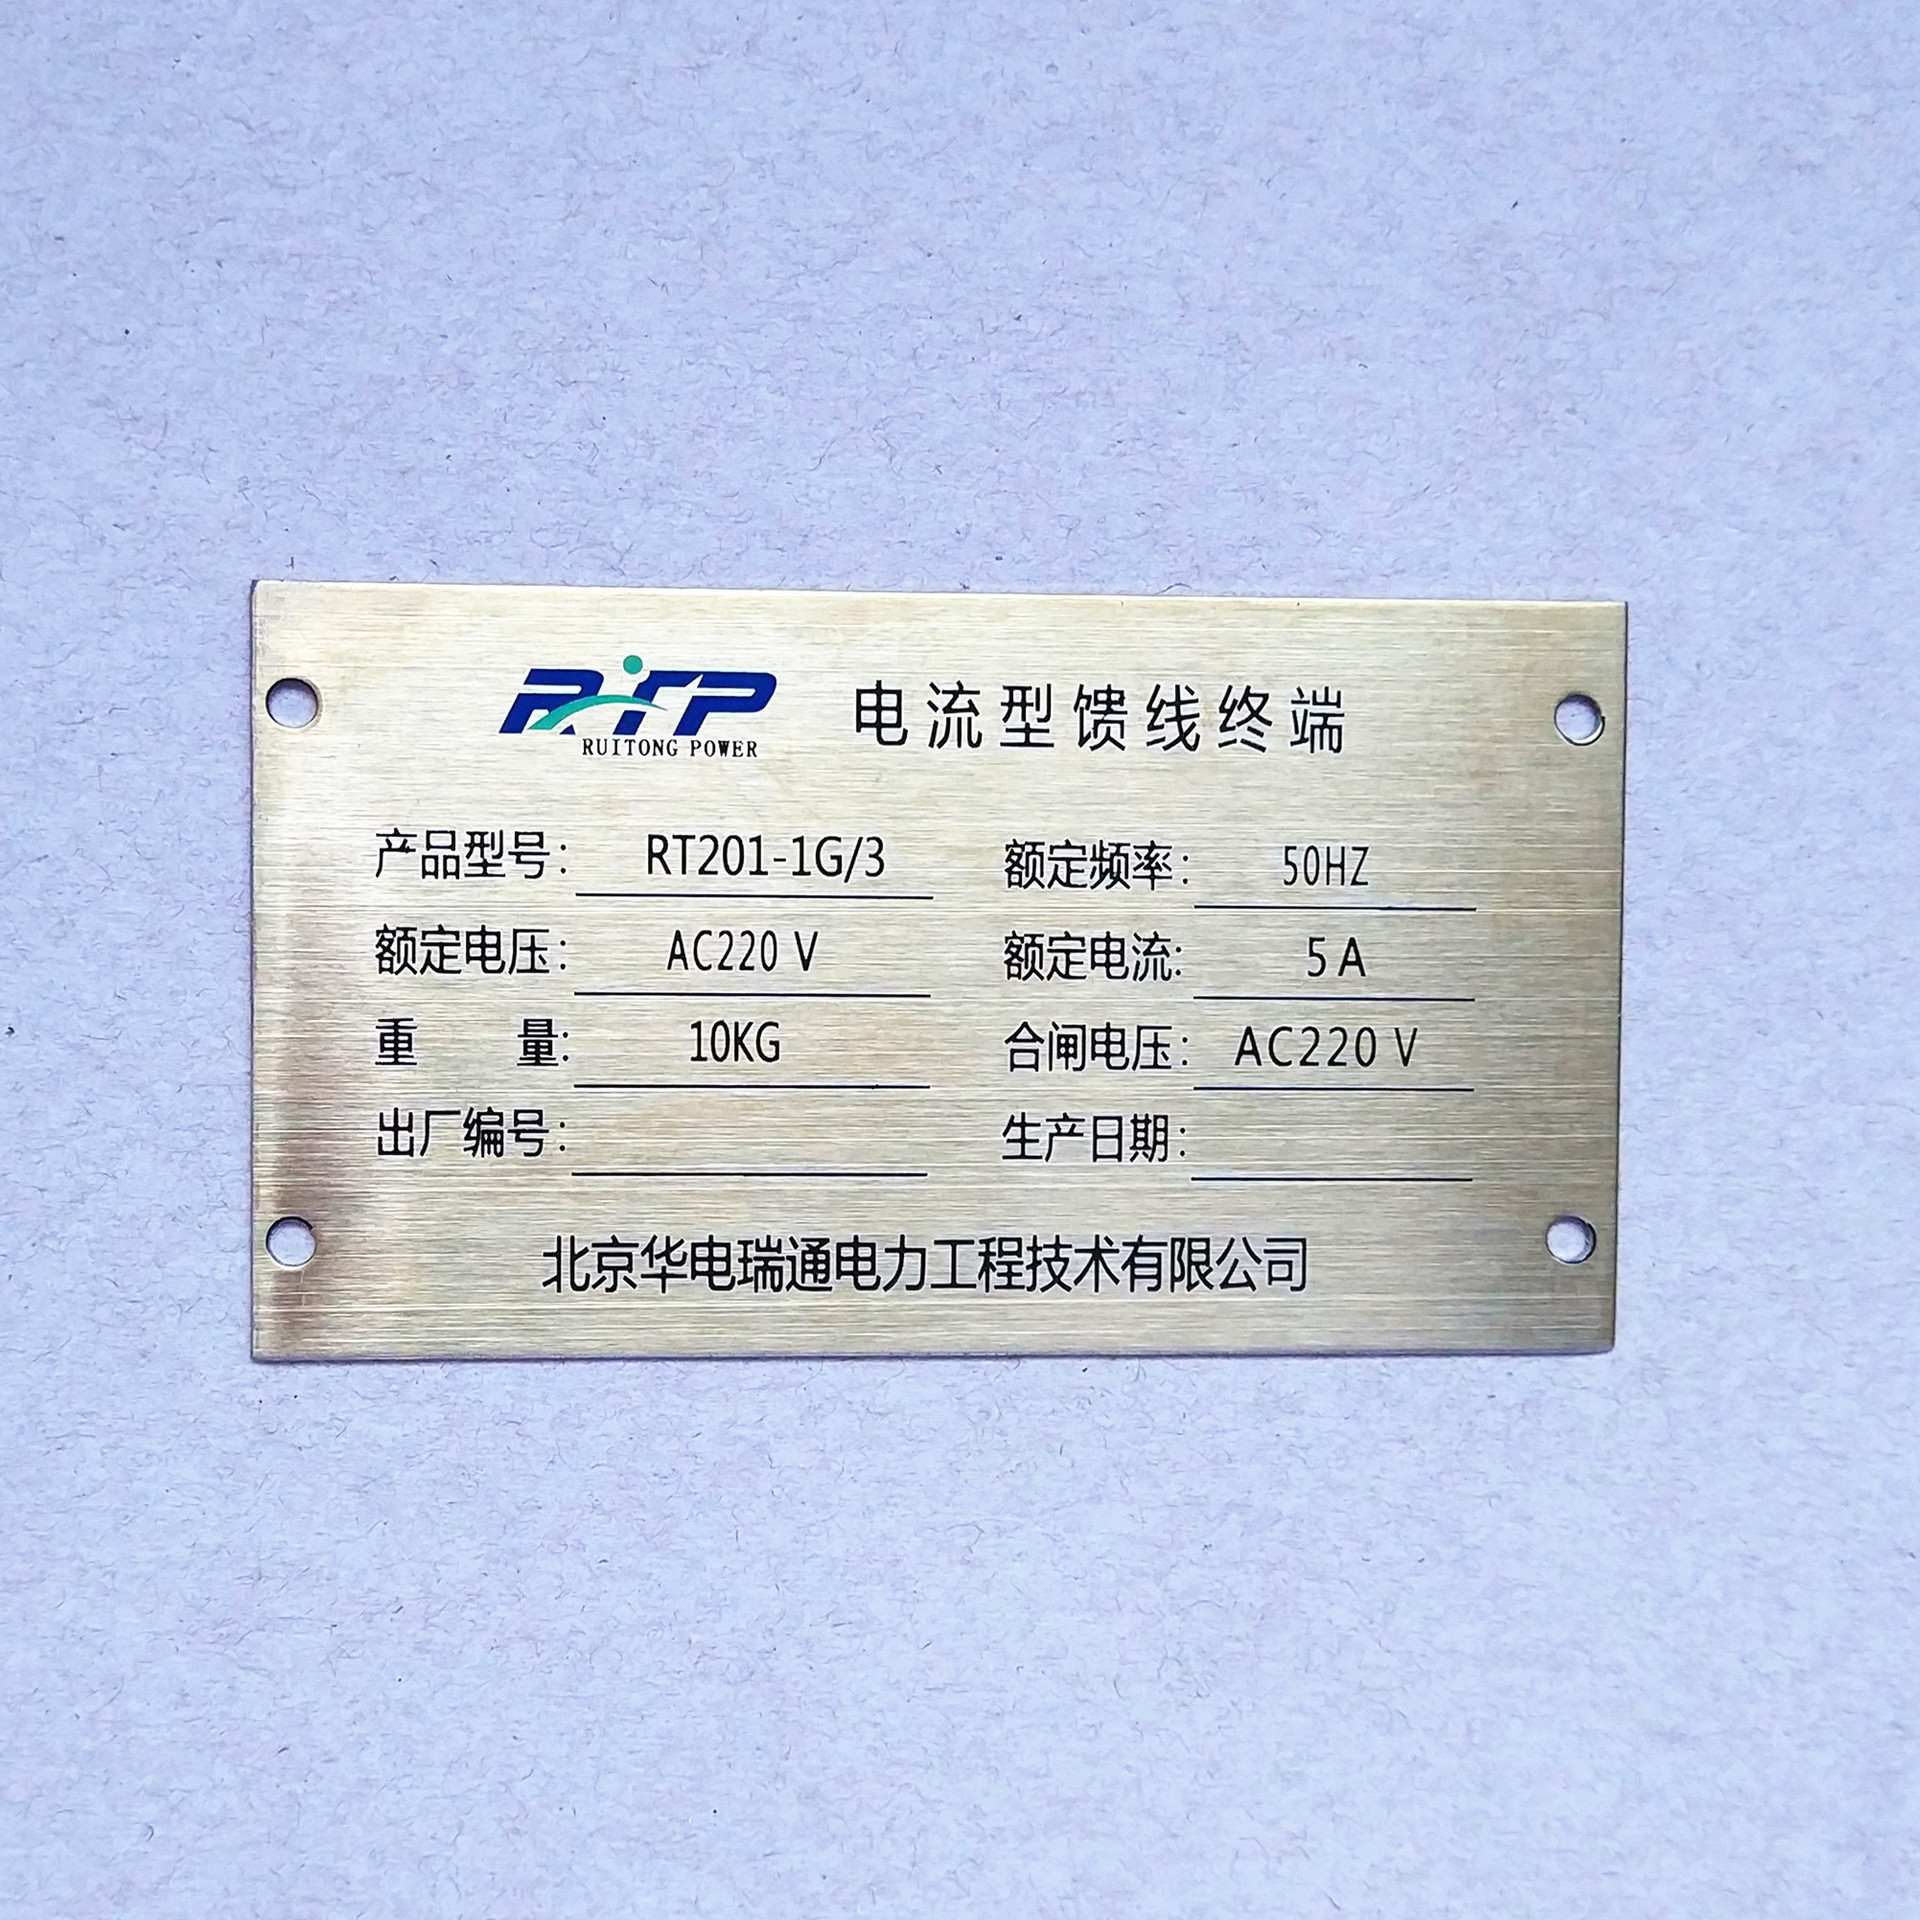 RTP 电流型馈线终端
RUITONG POWER
产品型号: RT201-1G/3 额定频率: 50HZ
额定电压: AC220 V 额定电流: 5 A
重 量: 10KG 合闸电压: AC220 V
出厂编号: 生产日期:
北京华电瑞通电力工程技术有限公司